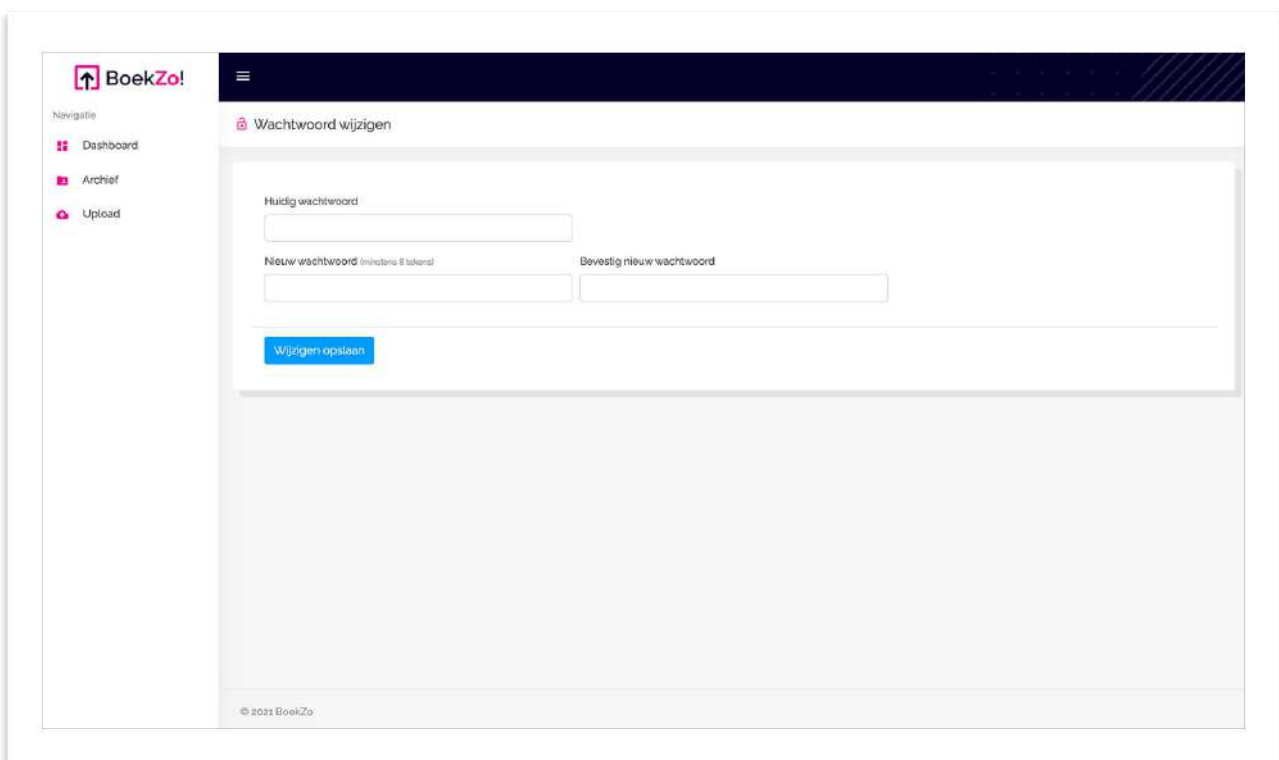 BoekZo!
Navigatie
Dashboard
Archief
Upload
Wachtwoord wijzigen
Huidig wachtwoord
Nieuw wachtwoord (minstens 8 tekens)
Bevestig nieuw wachtwoord
Wijzigen opslaan
© 2021 BoekZo